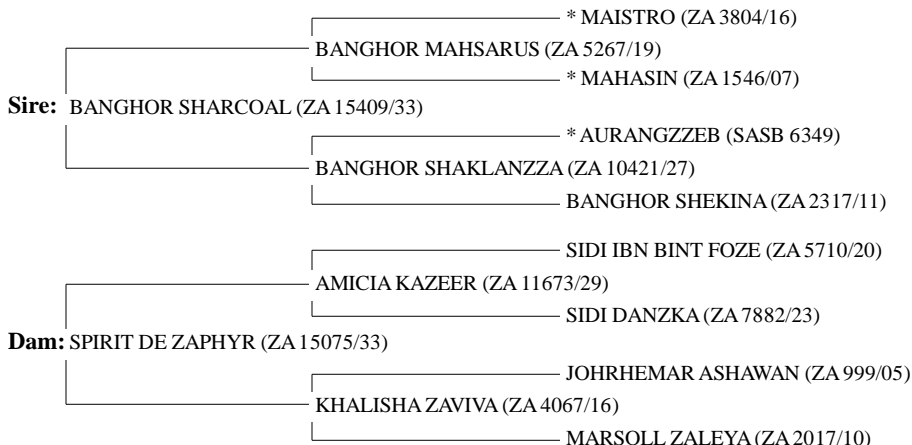 * MAISTRO (ZA 3804/16)
BANGHOR MAHSARUS (ZA 5267/19)
* MAHASIN (ZA 1546/07)
Sire: BANGHOR SHARCOAL (ZA 15409/33)
* AURANGZZEB (SASB 6349)
BANGHOR SHAKLANZZA (ZA 10421/27)
BANGHOR SHEKINA (ZA 2317/11)
SIDI IBN BINT FOZE (ZA 5710/20)
AMICIA KAZEER (ZA 11673/29)
SIDI DANZKA (ZA 7882/23)
Dam: SPIRIT DE ZAPHYR (ZA 15075/33)
JOHRHEMAR ASHAWAN (ZA 999/05)
KHALISHA ZAVIVA (ZA 4067/16)
MARSOLL ZALEYA (ZA 2017/10)